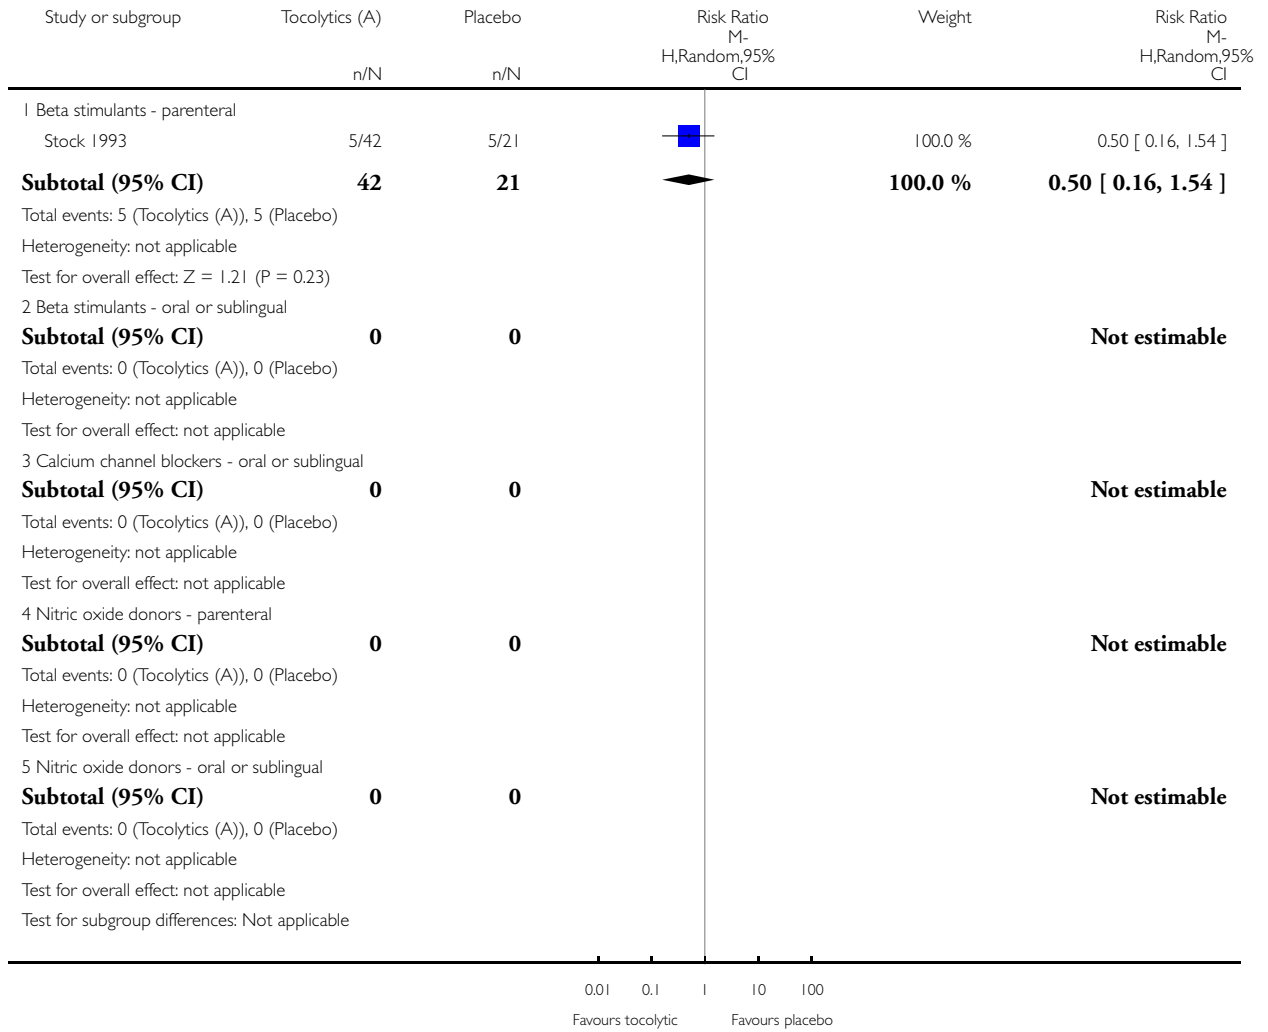 Study or subgroup Tocolytics (A) Placebo Risk Ratio Weight Risk Ratio
M- M-
H,Random,95% H,Random,95%
n/N n/N CI CI
1 Beta stimulants - parenteral
Stock 1993 5/42 5/21 100.0 % 0.50 [ 0.16, 1.54 ]
Subtotal (95% CI) 42 21 100.0 % 0.50 [ 0.16, 1.54 ]
Total events: 5 (Tocolytics (A)), 5 (Placebo)
Heterogeneity: not applicable
Test for overall effect: Z = 1.21 (P = 0.23)
2 Beta stimulants - oral or sublingual
Subtotal (95% CI) 0 0 Not estimable
Total events: 0 (Tocolytics (A)), 0 (Placebo)
Heterogeneity: not applicable
Test for overall effect: not applicable
3 Calcium channel blockers - oral or sublingual
Subtotal (95% CI) 0 0 Not estimable
Total events: 0 (Tocolytics (A)), 0 (Placebo)
Heterogeneity: not applicable
Test for overall effect: not applicable
4 Nitric oxide donors - parenteral
Subtotal (95% CI) 0 0 Not estimable
Total events: 0 (Tocolytics (A)), 0 (Placebo)
Heterogeneity: not applicable
Test for overall effect: not applicable
5 Nitric oxide donors - oral or sublingual
Subtotal (95% CI) 0 0 Not estimable
Total events: 0 (Tocolytics (A)), 0 (Placebo)
Heterogeneity: not applicable
Test for overall effect: not applicable
Test for subgroup differences: Not applicable
0.01 0.1 1 10 100
Favours tocolytic Favours placebo